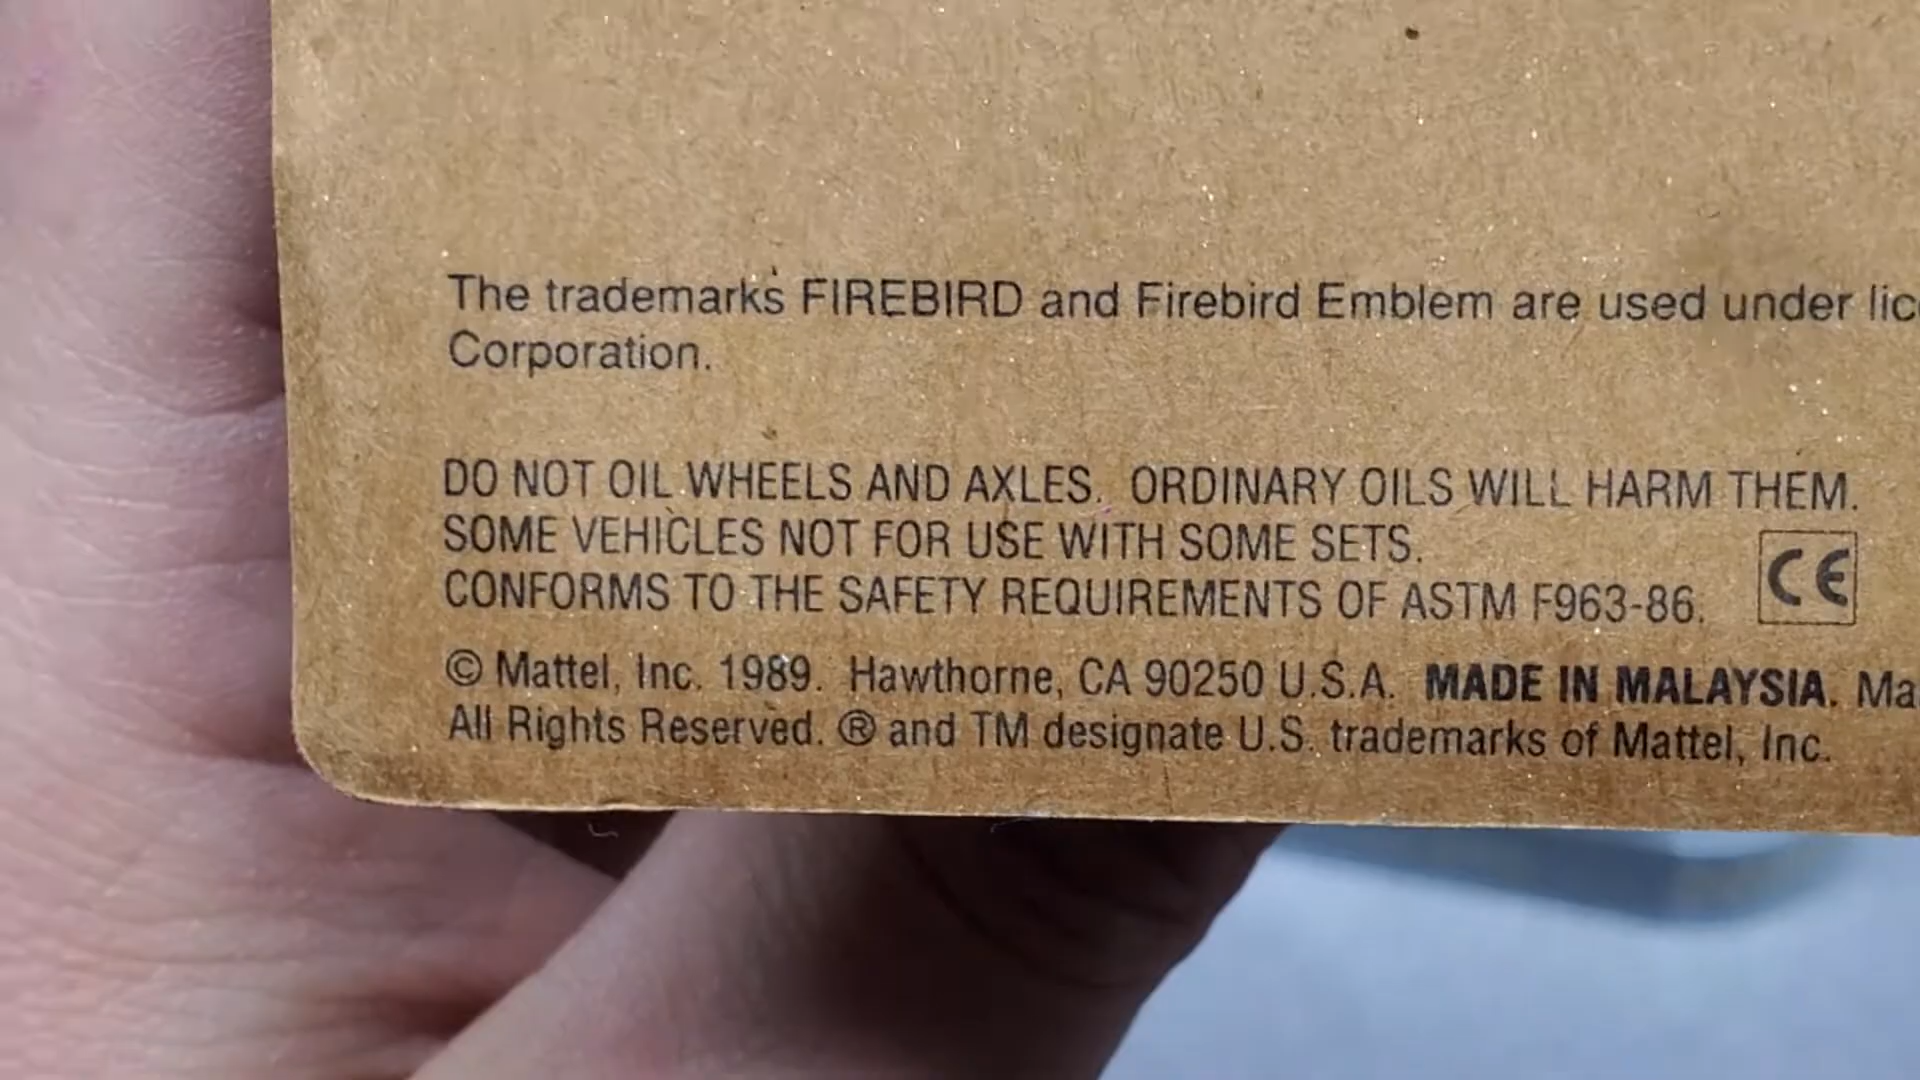 The trademarks FIREBIRD and Firebird Emblem are used under lic
Corporation.
DO NOT OIL WHEELS AND AXLES. ORDINARY OILS WILL HARM THEM.
SOME VEHICLES NOT FOR USE WITH SOME SETS.
CONFORMS TO THE SAFETY REQUIREMENTS OF ASTM F963-86. CE
© Mattel, Inc. 1989. Hawthorne, CA 90250 U.S.A. MADE IN MALAYSIA. Ma
All Rights Reserved. ® and TM designate U.S. trademarks of Mattel, Inc.